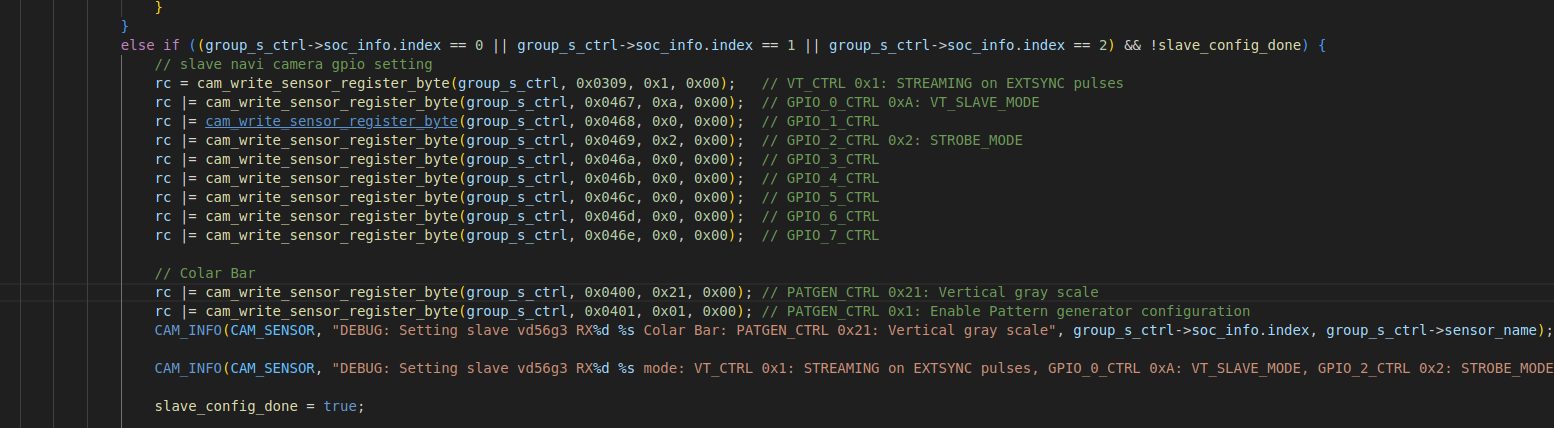 }
}
else if ((group_s_ctrl->soc_info.index == 0 || group_s_ctrl->soc_info.index == 1 || group_s_ctrl->soc_info.index == 2) && !slave_config_done) {
// slave navi camera gpio setting
rc = cam_write_sensor_register_byte(group_s_ctrl, 0x0309, 0x1, 0x00);   // VT_CTRL 0x1: STREAMING on EXTSYNC pulses
rc |= cam_write_sensor_register_byte(group_s_ctrl, 0x0467, 0xa, 0x00);  // GPIO_0_CTRL 0xA: VT_SLAVE_MODE
rc |= cam_write_sensor_register_byte(group_s_ctrl, 0x0468, 0x0, 0x00);  // GPIO_1_CTRL
rc |= cam_write_sensor_register_byte(group_s_ctrl, 0x0469, 0x2, 0x00);  // GPIO_2_CTRL 0x2: STROBE_MODE
rc |= cam_write_sensor_register_byte(group_s_ctrl, 0x046a, 0x0, 0x00);  // GPIO_3_CTRL
rc |= cam_write_sensor_register_byte(group_s_ctrl, 0x046b, 0x0, 0x00);  // GPIO_4_CTRL
rc |= cam_write_sensor_register_byte(group_s_ctrl, 0x046c, 0x0, 0x00);  // GPIO_5_CTRL
rc |= cam_write_sensor_register_byte(group_s_ctrl, 0x046d, 0x0, 0x00);  // GPIO_6_CTRL
rc |= cam_write_sensor_register_byte(group_s_ctrl, 0x046e, 0x0, 0x00);  // GPIO_7_CTRL
// Colar Bar
rc |= cam_write_sensor_register_byte(group_s_ctrl, 0x0400, 0x21, 0x00); // PATGEN_CTRL 0x21: Vertical gray scale
rc |= cam_write_sensor_register_byte(group_s_ctrl, 0x0401, 0x01, 0x00); // PATGEN_CTRL 0x1: Enable Pattern generator configuration
CAM_INFO(CAM_SENSOR, "DEBUG: Setting slave vd56g3 RX%d %s Colar Bar: PATGEN_CTRL 0x21: Vertical gray scale", group_s_ctrl->soc_info.index, group_s_ctrl->sensor_name);
CAM_INFO(CAM_SENSOR, "DEBUG: Setting slave vd56g3 RX%d %s mode: VT_CTRL 0x1: STREAMING on EXTSYNC pulses, GPIO_0_CTRL 0xA: VT_SLAVE_MODE, GPIO_2_CTRL 0x2: STROBE_MODE
slave_config_done = true;